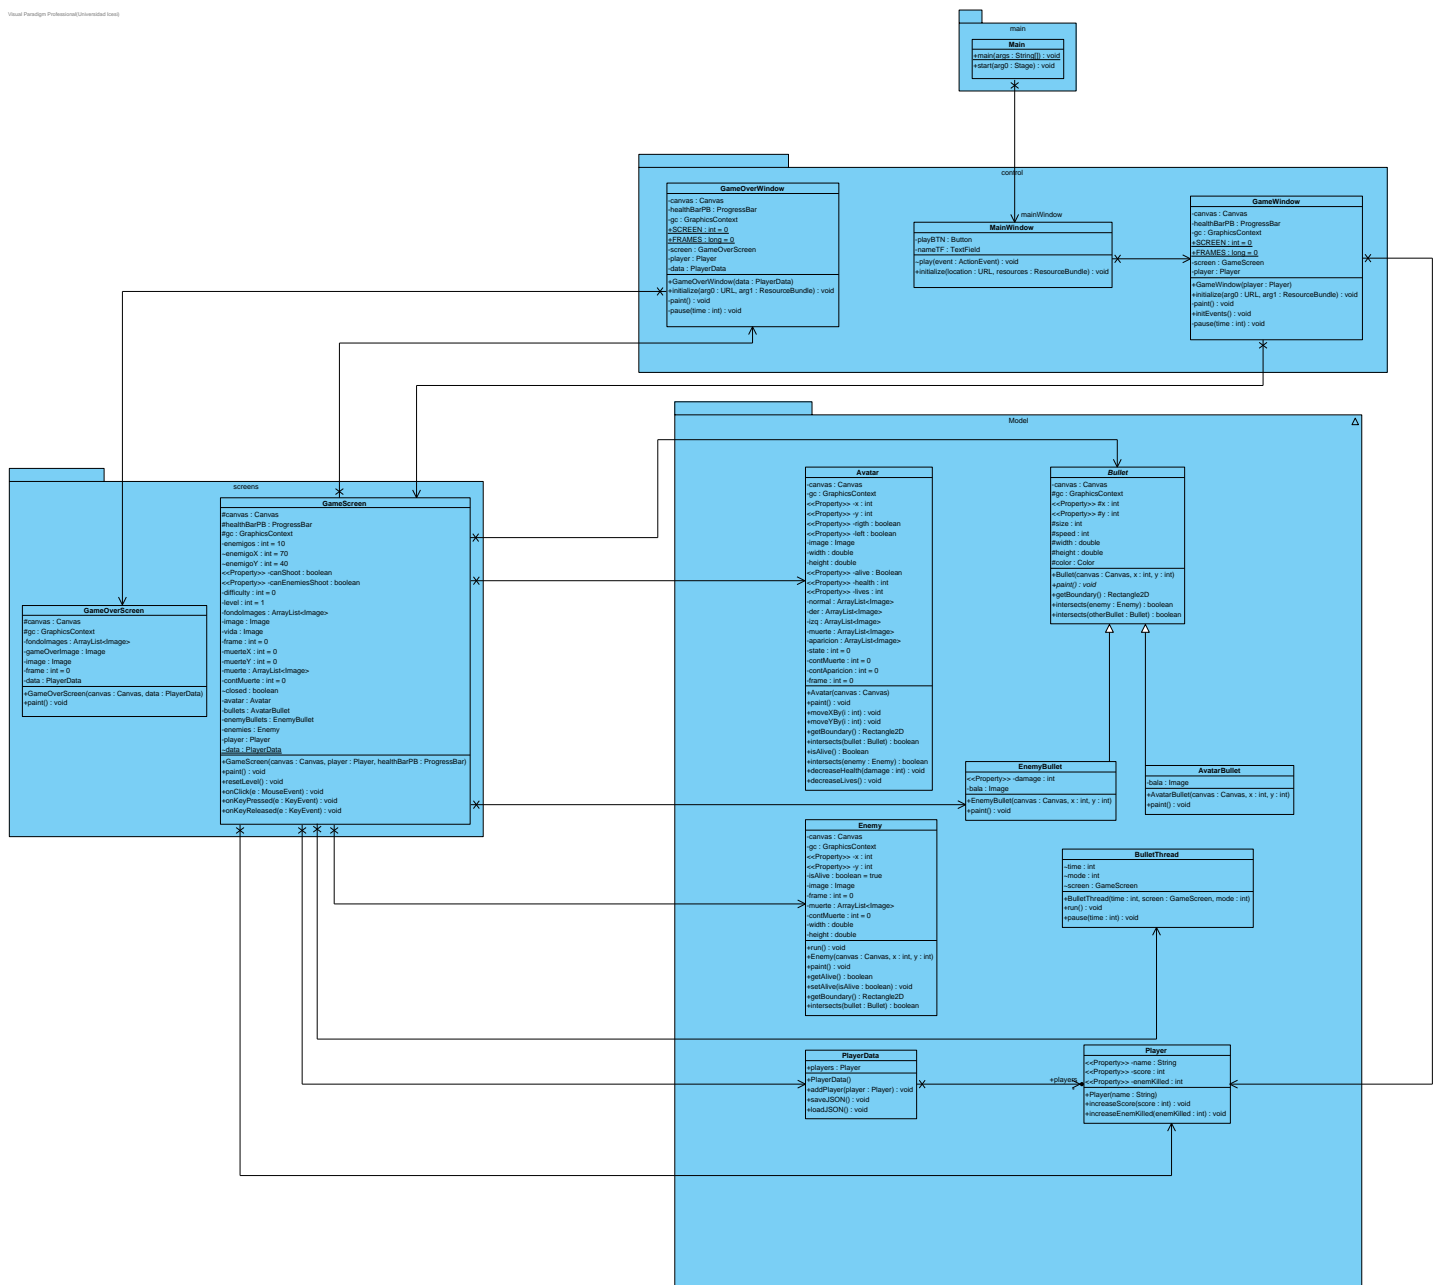 Visual Paradigm Professional(Universidad Icesi)
main
Main
+main(args : String[]) : void
+start(arg0 : Stage) : void
control
GameOverWindow
-canvas : Canvas
-healthBarPB : ProgressBar
-gc : GraphicsContext
+SCREEN : int = 0
+FRAMES : long = 0
-screen : GameOverScreen
-player : Player
-data : PlayerData
+GameOverWindow(data : PlayerData)
+initialize(arg0 : URL, arg1 : ResourceBundle) : void
-paint() : void
-pause(time : int) : void
mainWindow
MainWindow
-playBTN : Button
-nameTF : TextField
~play(event : ActionEvent) : void
+initialize(location : URL, resources : ResourceBundle) : void
GameWindow
-canvas : Canvas
-healthBarPB : ProgressBar
-gc : GraphicsContext
+SCREEN : int = 0
+FRAMES : long = 0
-screen : GameScreen
-player : Player
+GameWindow(player : Player)
+initialize(arg0 : URL, arg1 : ResourceBundle) : void
-paint() : void
+initEvents() : void
-pause(time : int) : void
screens
GameOverScreen
#canvas : Canvas
#gc : GraphicsContext
-fondoImages : ArrayList<Image>
-gameOverImage : Image
-image : Image
-frame : int = 0
-data : PlayerData
+GameOverScreen(canvas : Canvas, data : PlayerData)
+paint() : void
GameScreen
#canvas : Canvas
#healthBarPB : ProgressBar
#gc : GraphicsContext
-enemigos : int = 10
~enemigoX : int = 70
~enemigoY : int = 40
<<Property>> -canShoot : boolean
<<Property>> -canEnemiesShoot : boolean
-difficulty : int = 0
-level : int = 1
-fondoImages : ArrayList<Image>
-image : Image
-vida : Image
-frame : int = 0
-muerteX : int = 0
-muerteY : int = 0
-muerte : ArrayList<Image>
-contMuerte : int = 0
~closed : boolean
-avatar : Avatar
-bullets : AvatarBullet
-enemyBullets : EnemyBullet
-enemies : Enemy
-player : Player
~data : PlayerData
+GameScreen(canvas : Canvas, player : Player, healthBarPB : ProgressBar)
+paint() : void
+resetLevel() : void
+onClick(e : MouseEvent) : void
+onKeyPressed(e : KeyEvent) : void
+onKeyReleased(e : KeyEvent) : void
Model
Avatar
-canvas : Canvas
-gc : GraphicsContext
<<Property>> -x : int
<<Property>> -y : int
<<Property>> -rigth : boolean
<<Property>> -left : boolean
-image : Image
-width : double
-height : double
<<Property>> -alive : Boolean
<<Property>> -health : int
<<Property>> -lives : int
-normal : ArrayList<Image>
-der : ArrayList<Image>
-izq : ArrayList<Image>
-muerte : ArrayList<Image>
-aparicion : ArrayList<Image>
-state : int = 0
-contMuerte : int = 0
-contAparicion : int = 0
-frame : int = 0
+Avatar(canvas : Canvas)
+paint() : void
+moveXBy(i : int) : void
+moveYBy(i : int) : void
+getBoundary() : Rectangle2D
+intersects(bullet : Bullet) : boolean
+isAlive() : Boolean
+intersects(enemy : Enemy) : boolean
+decreaseHealth(damage : int) : void
+decreaseLives() : void
Bullet
-canvas : Canvas
#gc : GraphicsContext
<<Property>> #x : int
<<Property>> #y : int
#size : int
#speed : int
#width : double
#height : double
#color : Color
+Bullet(canvas : Canvas, x : int, y : int)
+paint() : void
+getBoundary() : Rectangle2D
+intersects(enemy : Enemy) : boolean
+intersects(otherBullet : Bullet) : boolean
EnemyBullet
<<Property>> -damage : int
-bala : Image
+EnemyBullet(canvas : Canvas, x : int, y : int)
+paint() : void
AvatarBullet
-bala : Image
+AvatarBullet(canvas : Canvas, x : int, y : int)
+paint() : void
Enemy
-canvas : Canvas
-gc : GraphicsContext
<<Property>> -x : int
<<Property>> -y : int
-isAlive : boolean = true
-image : Image
-frame : int = 0
-muerte : ArrayList<Image>
-contMuerte : int = 0
-width : double
-height : double
+run() : void
+Enemy(canvas : Canvas, x : int, y : int)
+paint() : void
+getAlive() : boolean
+setAlive(isAlive : boolean) : void
+getBoundary() : Rectangle2D
+intersects(bullet : Bullet) : boolean
BulletThread
~time : int
~mode : int
~screen : GameScreen
+BulletThread(time : int, screen : GameScreen, mode : int)
+run() : void
+pause(time : int) : void
PlayerData
+players : Player
+PlayerData()
+addPlayer(player : Player) : void
+saveJSON() : void
+loadJSON() : void
+players
Player
<<Property>> -name : String
<<Property>> -score : int
<<Property>> -enemKilled : int
+Player(name : String)
+increaseScore(score : int) : void
+increaseEnemKilled(enemKilled : int) : void